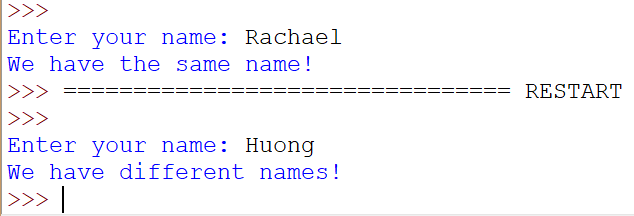 >>>
Enter your name: Rachael
We have the same name!
>>> ================================ RESTART
>>>
Enter your name: Huong
We have different names!
>>>